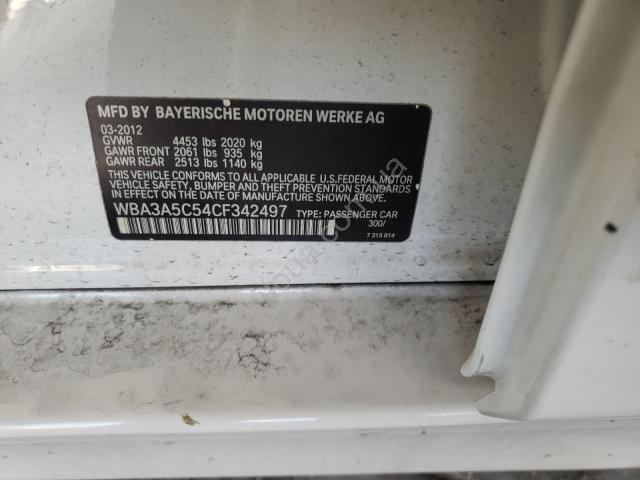 MFD BY BAYERISCHE MOTOREN WERKE AG
03-2012
GVWR 4453 lbs 2020 kg
GAWR FRONT 2061 lbs 935 kg
GAWR REAR 2513 lbs 1140 kg
THIS VEHICLE CONFORMS TO ALL APPLICABLE U.S.FEDERAL MOTOR
VEHICLE SAFETY, BUMPER AND THEFT PREVENTION STANDARDS
IN EFFECT ON THE DATE OF MANUFACTURE SHOWN ABOVE.
WBA3A5C54CF342497 TYPE: PASSENGER CAR
300/
7 315 814